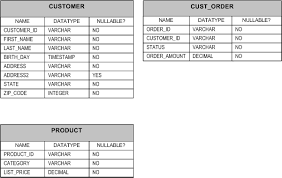 CUSTOMER
NAME DATATYPE NULLABLE?
CUSTOMER_ID VARCHAR NO
FIRST_NAME VARCHAR NO
LAST_NAME VARCHAR NO
BIRTH_DAY TIMESTAMP NO
ADDRESS VARCHAR NO
ADDRESS2 VARCHAR YES
STATE VARCHAR NO
ZIP_CODE INTEGER NO
CUST_ORDER
NAME DATATYPE NULLABLE?
ORDER_ID VARCHAR NO
CUSTOMER_ID VARCHAR NO
STATUS VARCHAR NO
ORDER_AMOUNT DECIMAL NO
PRODUCT
NAME DATATYPE NULLABLE?
PRODUCT_ID VARCHAR NO
CATEGORY VARCHAR NO
LIST_PRICE DECIMAL NO